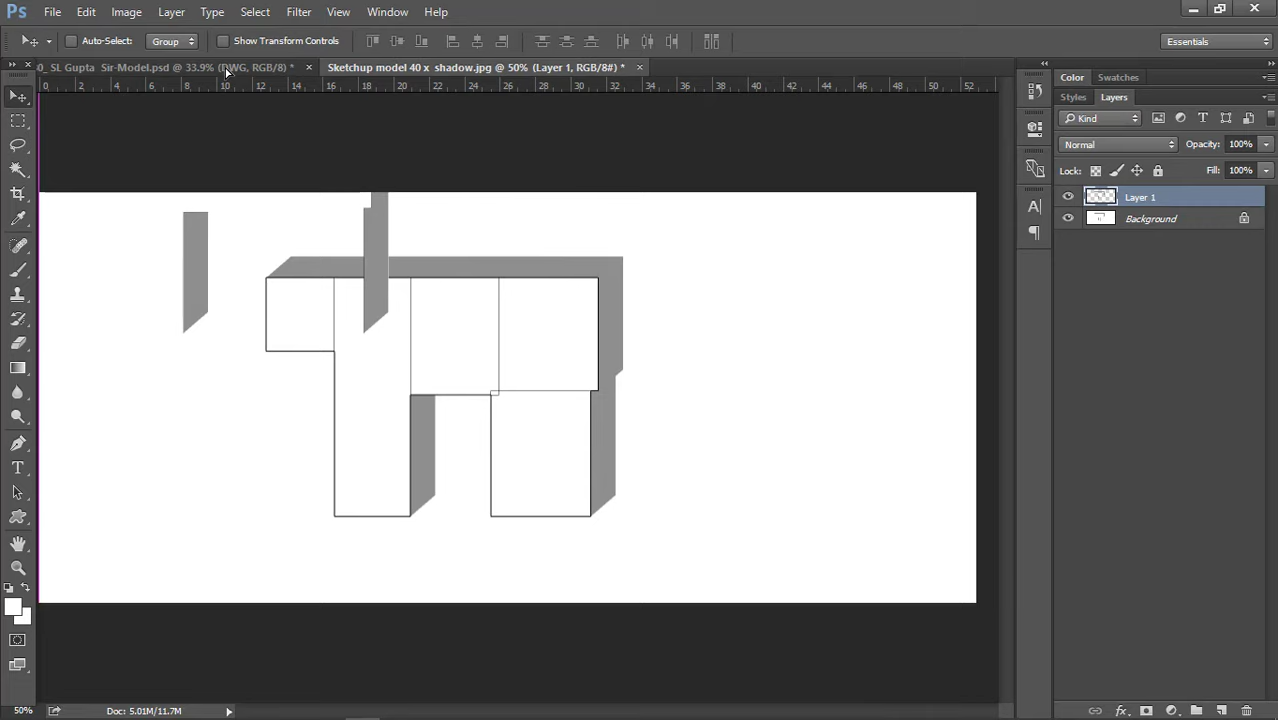 Ps File Edit Image Layer Type Select Filter View Window Help
Auto-Select: Group Show Transform Controls Essentials
0_ SL Gupta Sir-Model.psd @ 33.9% (DWG, RGB/8) * × Sketchup model 40 x shadow.jpg @ 50% (Layer 1, RGB/8#) * ×
0 2 4 6 8 10 12 14 16 18 20 22 24 26 28 30 32 34 36 38 40 42 44 46 48 50 52
Color Swatches
Styles Layers
Kind
Normal Opacity: 100%
Lock: Fill: 100%
Layer 1
Background
50% Doc: 5.01M/11.7M